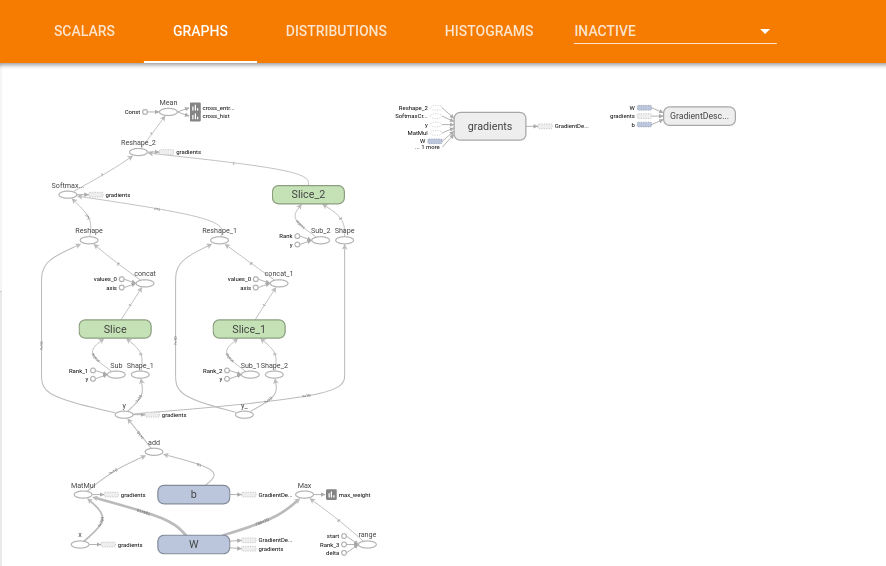 SCALARS GRAPHS DISTRIBUTIONS HISTOGRAMS INACTIVE
Mean
Const
cross_entr...
cross_hist
Reshape_2
gradients
Softmax...
gradients
Slice_2
Reshape
Reshape_1
Sub_2 Shape
Rank
y
concat
values_0
axis
concat_1
values_0
axis
Slice
Slice_1
Sub Shape_1
Rank_1
y
Sub_1 Shape_2
Rank_2
y
y
gradients
y_
add
MatMul
gradients
b
GradientDe...
Max
max_weight
x
gradients
W
GradientDe...
gradients
range
start
Rank_3
delta
Reshape_2
SoftmaxCr...
y
MatMul
W
... 1 more
gradients
GradientDe...
W
gradients
b
GradientDesc...